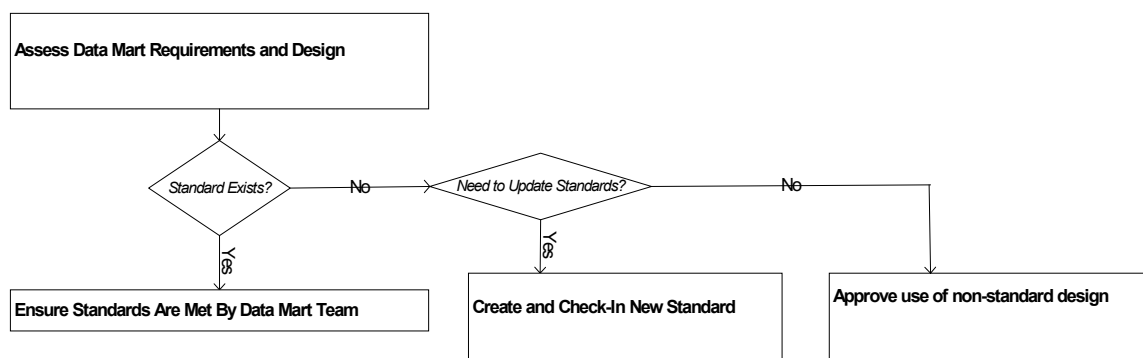 Assess Data Mart Requirements and Design
Standard Exists?
No
Need to Update Standards?
No
Yes
Yes
Ensure Standards Are Met By Data Mart Team
Create and Check-In New Standard
Approve use of non-standard design